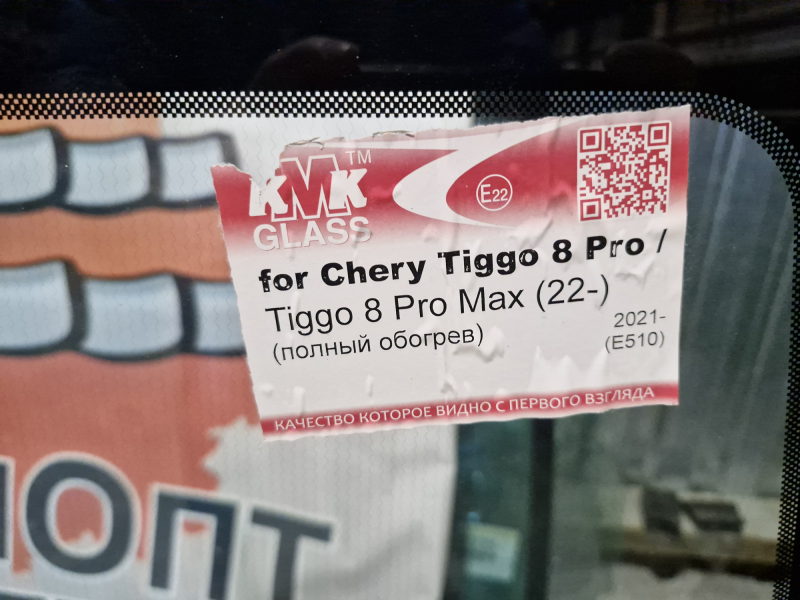 KMK™
GLASS
E22
for Chery Tiggo 8 Pro /
Tiggo 8 Pro Max (22-)
(полный обогрев)
2021-
(E510)
КАЧЕСТВО КОТОРОЕ ВИДНО С ПЕРВОГО ВЗГЛЯДА
ОПТ